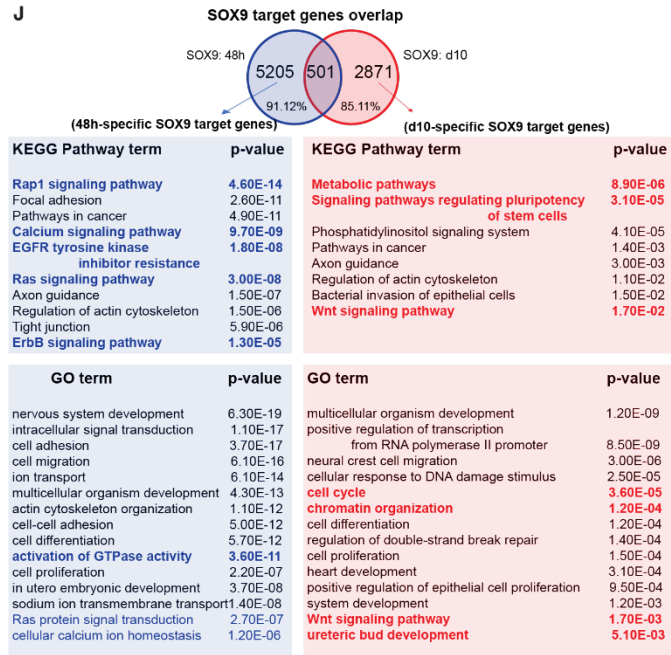 J
SOX9 target genes overlap
SOX9: 48h
SOX9: d10
5205 501 2871
91.12% 85.11%
(48h-specific SOX9 target genes)
(d10-specific SOX9 target genes)
KEGG Pathway term p-value
Rap1 signaling pathway 4.60E-14
Focal adhesion 2.60E-11
Pathways in cancer 4.90E-11
Calcium signaling pathway 9.70E-09
EGFR tyrosine kinase 1.80E-08
inhibitor resistance
Ras signaling pathway 3.00E-08
Axon guidance 1.50E-07
Regulation of actin cytoskeleton 1.50E-06
Tight junction 5.90E-06
ErbB signaling pathway 1.30E-05
KEGG Pathway term p-value
Metabolic pathways 8.90E-06
Signaling pathways regulating pluripotency 3.10E-05
of stem cells
Phosphatidylinositol signaling system 4.10E-05
Pathways in cancer 1.40E-03
Axon guidance 3.00E-03
Regulation of actin cytoskeleton 1.10E-02
Bacterial invasion of epithelial cells 1.50E-02
Wnt signaling pathway 1.70E-02
GO term p-value
nervous system development 6.30E-19
intracellular signal transduction 1.10E-17
cell adhesion 3.70E-17
cell migration 6.10E-16
ion transport 6.10E-14
multicellular organism development 4.30E-13
actin cytoskeleton organization 1.10E-12
cell-cell adhesion 5.00E-12
cell differentiation 5.70E-12
activation of GTPase activity 3.60E-11
cell proliferation 2.20E-07
in utero embryonic development 3.70E-08
sodium ion transmembrane transport 1.40E-08
Ras protein signal transduction 2.70E-07
cellular calcium ion homeostasis 1.20E-06
GO term p-value
multicellular organism development 1.20E-09
positive regulation of transcription
from RNA polymerase II promoter 8.50E-09
neural crest cell migration 3.00E-06
cellular response to DNA damage stimulus 2.50E-05
cell cycle 3.60E-05
chromatin organization 1.20E-04
cell differentiation 1.20E-04
regulation of double-strand break repair 1.40E-04
cell proliferation 1.50E-04
heart development 3.10E-04
positive regulation of epithelial cell proliferation 9.50E-04
system development 1.20E-03
Wnt signaling pathway 1.70E-03
ureteric bud development 5.10E-03